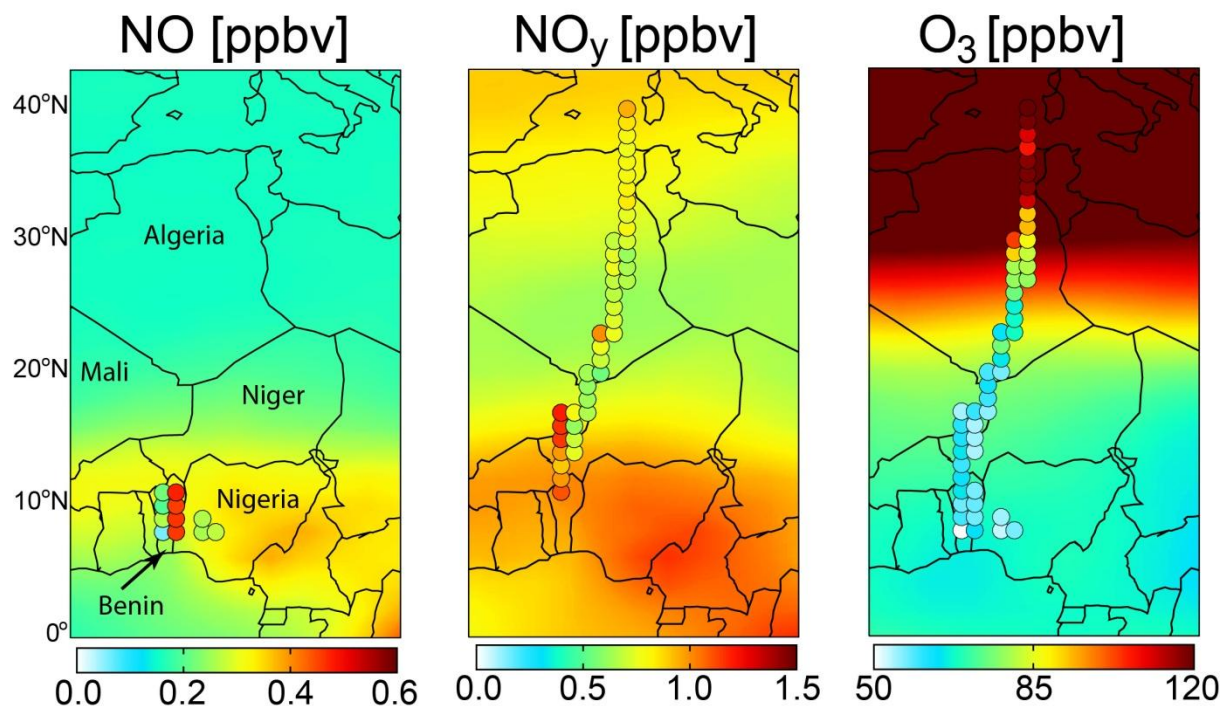 NO [ppbv] NOy [ppbv] O3 [ppbv]
40°N
30°N
Algeria
20°N
Mali
Niger
10°N
Nigeria
Benin
0°
0.0 0.2 0.4 0.6 0.0 0.5 1.0 1.5 50 85 120